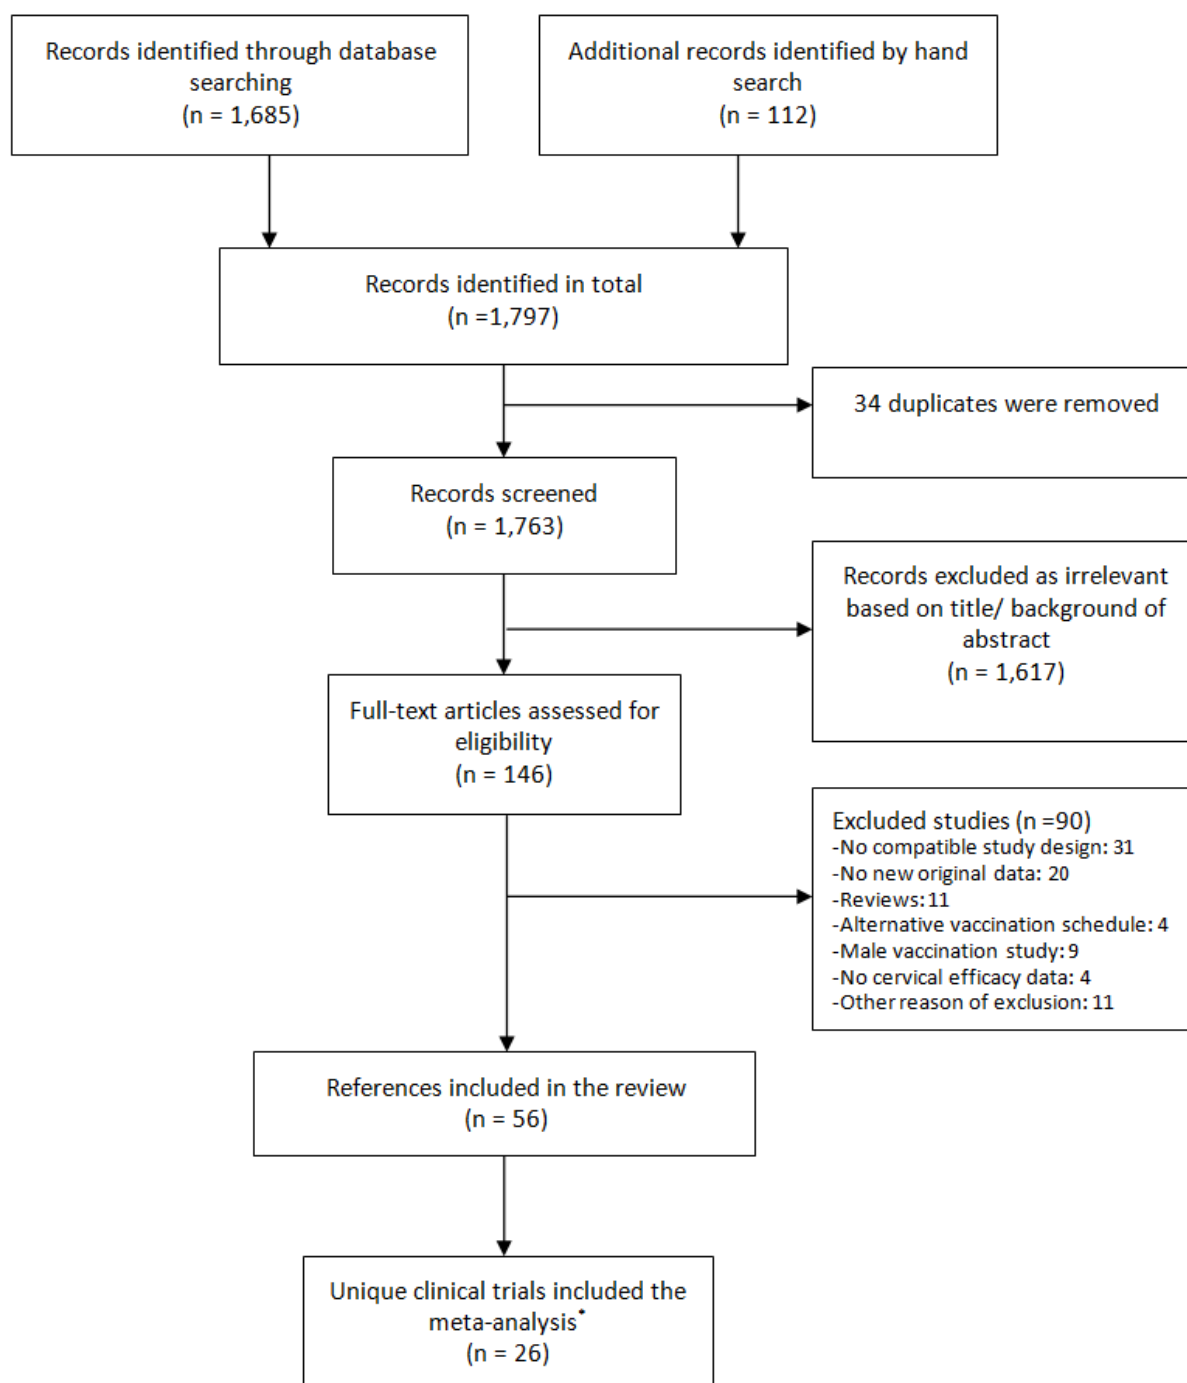 Records identified through database
searching
(n = 1,685)
Additional records identified by hand
search
(n = 112)
Records identified in total
(n =1,797)
34 duplicates were removed
Records screened
(n = 1,763)
Records excluded as irrelevant
based on title/ background of
abstract
(n = 1,617)
Full-text articles assessed for
eligibility
(n = 146)
Excluded studies (n =90)
-No compatible study design: 31
-No new original data: 20
-Reviews: 11
-Alternative vaccination schedule: 4
-Male vaccination study: 9
-No cervical efficacy data: 4
-Other reason of exclusion: 11
References included in the review
(n = 56)
Unique clinical trials included the
meta-analysis*
(n = 26)